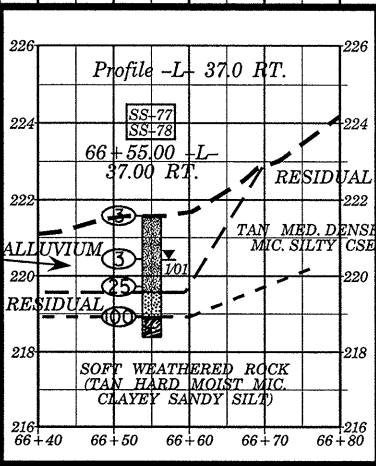 226
226
Profile -L- 37.0 RT.
SS-77
SS-78
224
224
66+55.00 -L-
37.00 RT.
RESIDUAL
222
222
3
TAN MED. DENSE
MIC. SILTY CSE
ALLUVIUM
3
1/01
220
220
25
RESIDUAL
100
218
218
SOFT WEATHERED ROCK
(TAN HARD MOIST MIC.
CLAYEY SANDY SILT)
216
216
66+40 66+50 66+60 66+70 66+80